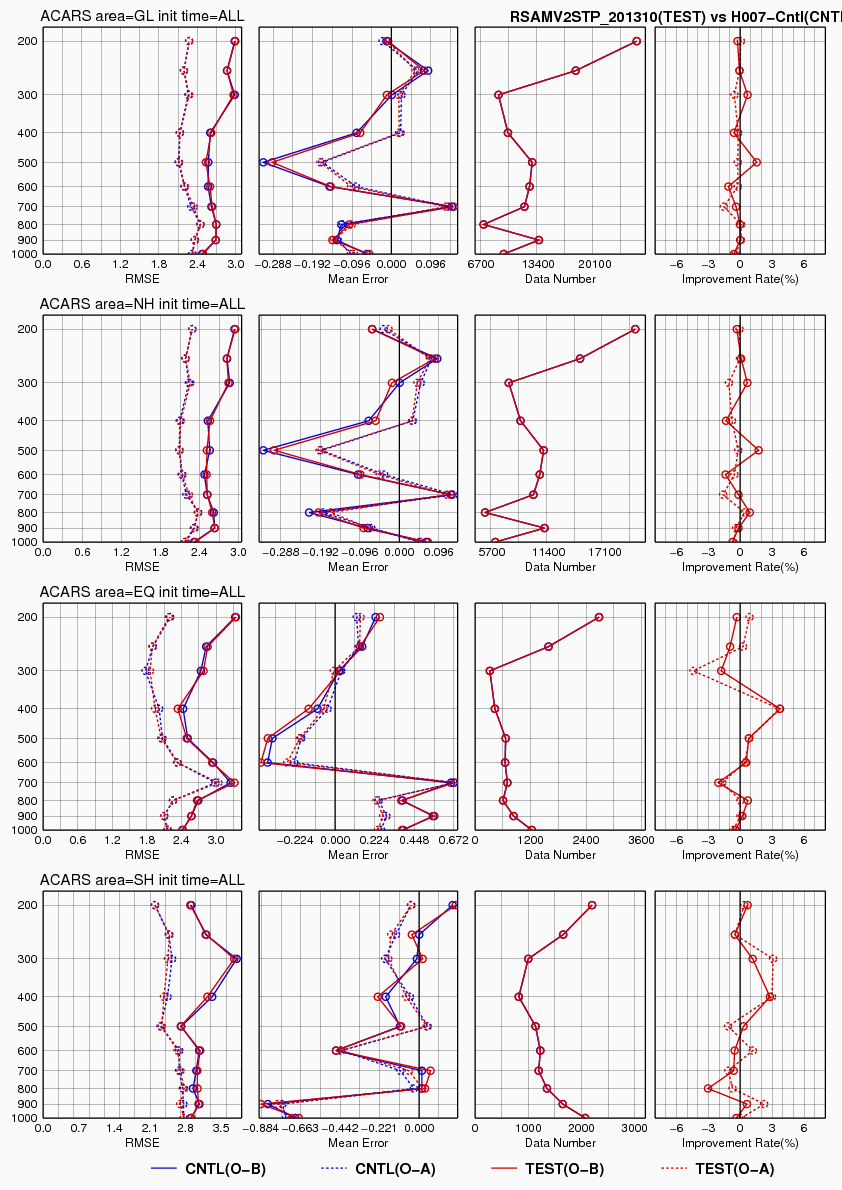 ACARS area=GL init time=ALL
RSAMV2STP_201310(TEST) vs H007-Cntl(CNTL
200
300
400
500
600
700
800
900
1000
0.0 0.6 1.2 1.8 2.4 3.0
-0.288 -0.192 -0.096 0.000 0.096
6700 13400 20100
-6 -3 0 3 6
RMSE Mean Error Data Number Improvement Rate(%)
ACARS area=NH init time=ALL
200
300
400
500
600
700
800
900
1000
0.0 0.6 1.2 1.8 2.4 3.0
-0.288 -0.192 -0.096 0.000 0.096
5700 11400 17100
-6 -3 0 3 6
RMSE Mean Error Data Number Improvement Rate(%)
ACARS area=EQ init time=ALL
200
300
400
500
600
700
800
900
1000
0.0 0.6 1.2 1.8 2.4 3.0
-0.224 0.000 0.224 0.448 0.672
0 1200 2400 3600
-6 -3 0 3 6
RMSE Mean Error Data Number Improvement Rate(%)
ACARS area=SH init time=ALL
200
300
400
500
600
700
800
900
1000
0.0 0.7 1.4 2.1 2.8 3.5
-0.884 -0.663 -0.442 -0.221 0.000
0 1000 2000 3000
-6 -3 0 3 6
RMSE Mean Error Data Number Improvement Rate(%)
CNTL(O-B) CNTL(O-A) TEST(O-B) TEST(O-A)